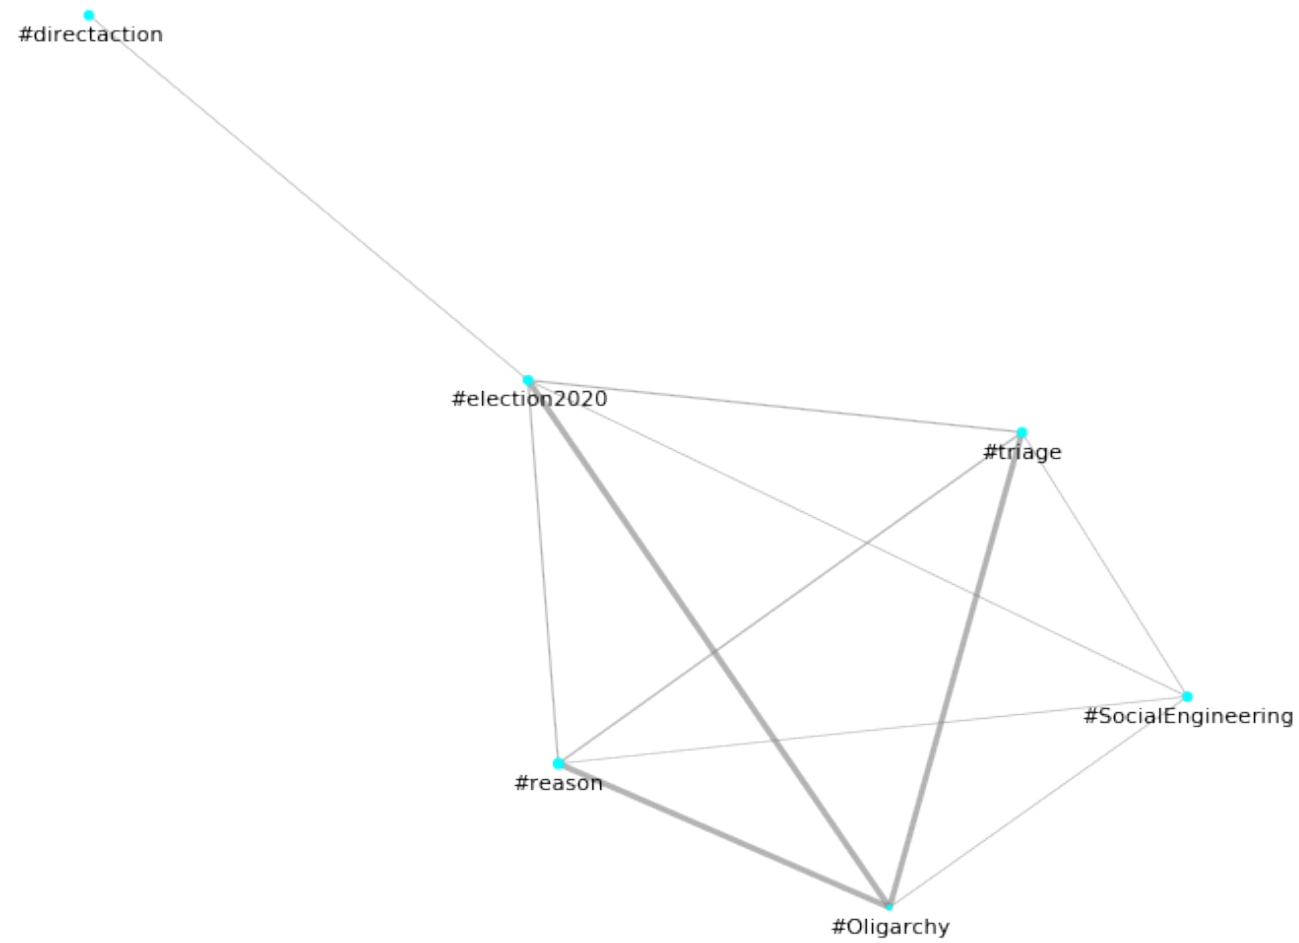 #directaction
#election2020
#triage
#SocialEngineering
#reason
#Oligarchy